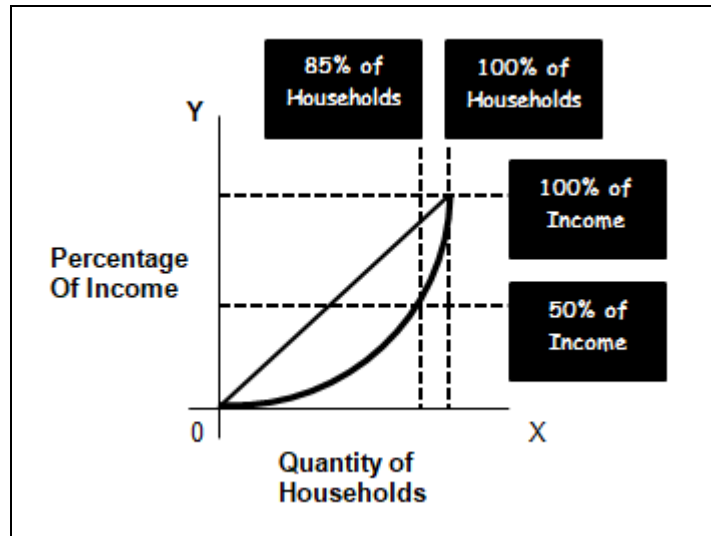 85% of
Households
100% of
Households
Y
100% of
Income
Percentage
Of Income
50% of
Income
0
X
Quantity of
Households